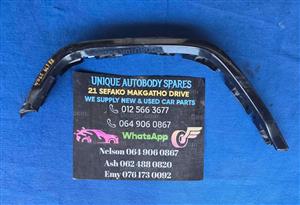 UNIQUE AUTOBODY SPARES
21 SEFAKO MAKGATHO DRIVE
WE SUPPLY NEW & USED CAR PARTS
012 566 3677
064 906 0867
WhatsApp
Nelson 064 906 0867
Ash 062 488 0820
Emy 076 173 0092